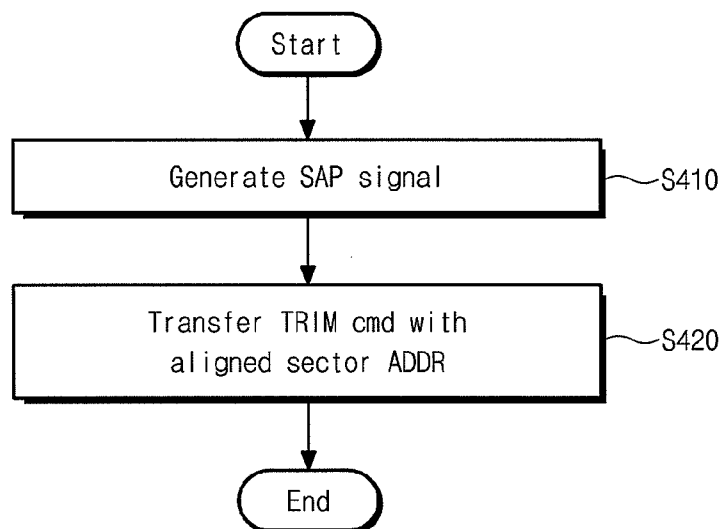 Start
Generate SAP signal
S410
Transfer TRIM cmd with
aligned sector ADDR
S420
End